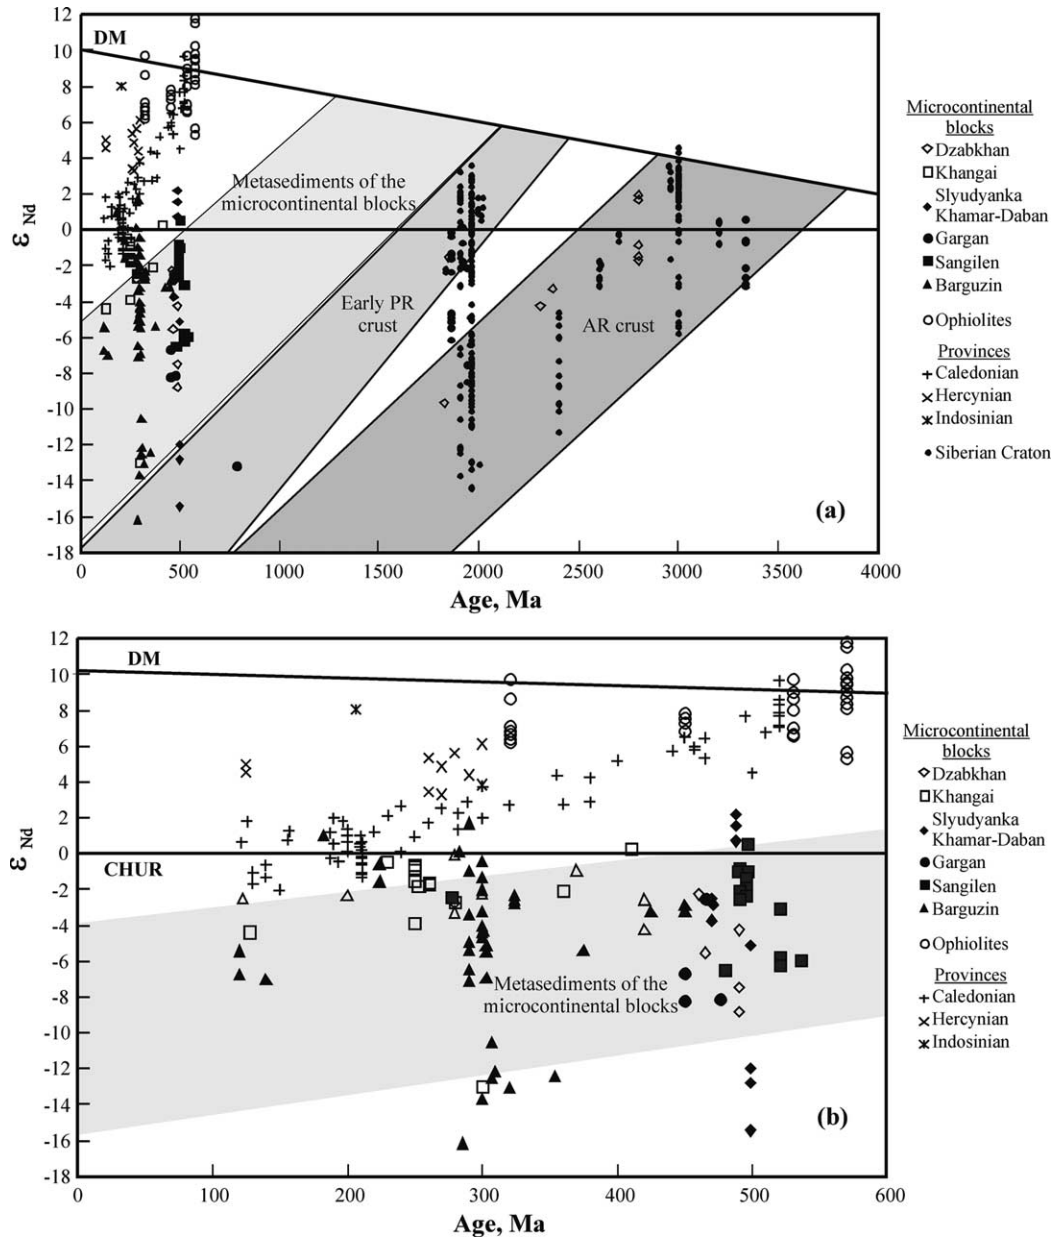 12
10
8
6
4
2
0
-2
-4
-6
-8
-10
-12
-14
-16
-18
ε Nd
DM
Metasediments of the
microcontinental blocks
Early PR
crust
AR crust
(a)
0 500 1000 1500 2000 2500 3000 3500 4000
Age, Ma
Microcontinental
blocks
Dzabkhan
Khangai
Slyudyanka
Khamar-Daban
Gargan
Sangilen
Barguzin
Ophiolites
Provinces
Caledonian
Hercynian
Indosinian
Siberian Craton
12
10
8
6
4
2
0
-2
-4
-6
-8
-10
-12
-14
-16
-18
ε Nd
DM
CHUR
Metasediments of the
microcontinental blocks
(b)
0 100 200 300 400 500 600
Age, Ma
Microcontinental
blocks
Dzabkhan
Khangai
Slyudyanka
Khamar-Daban
Gargan
Sangilen
Barguzin
Ophiolites
Provinces
Caledonian
Hercynian
Indosinian